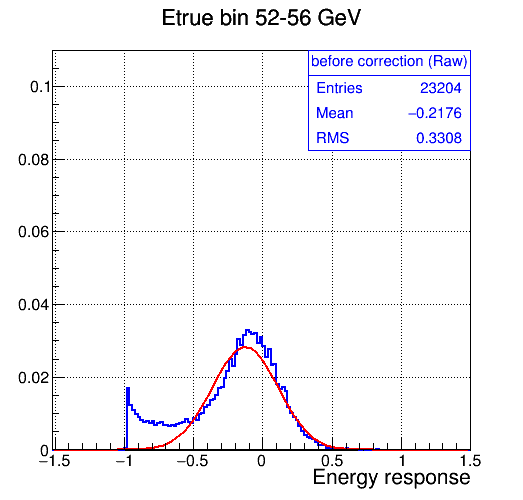 Etrue bin 52-56 GeV
before correction (Raw)
Entries 23204
Mean −0.2176
RMS 0.3308
0.1
0.08
0.06
0.04
0.02
0
−1.5 −1 −0.5 0 0.5 1 1.5
Energy response